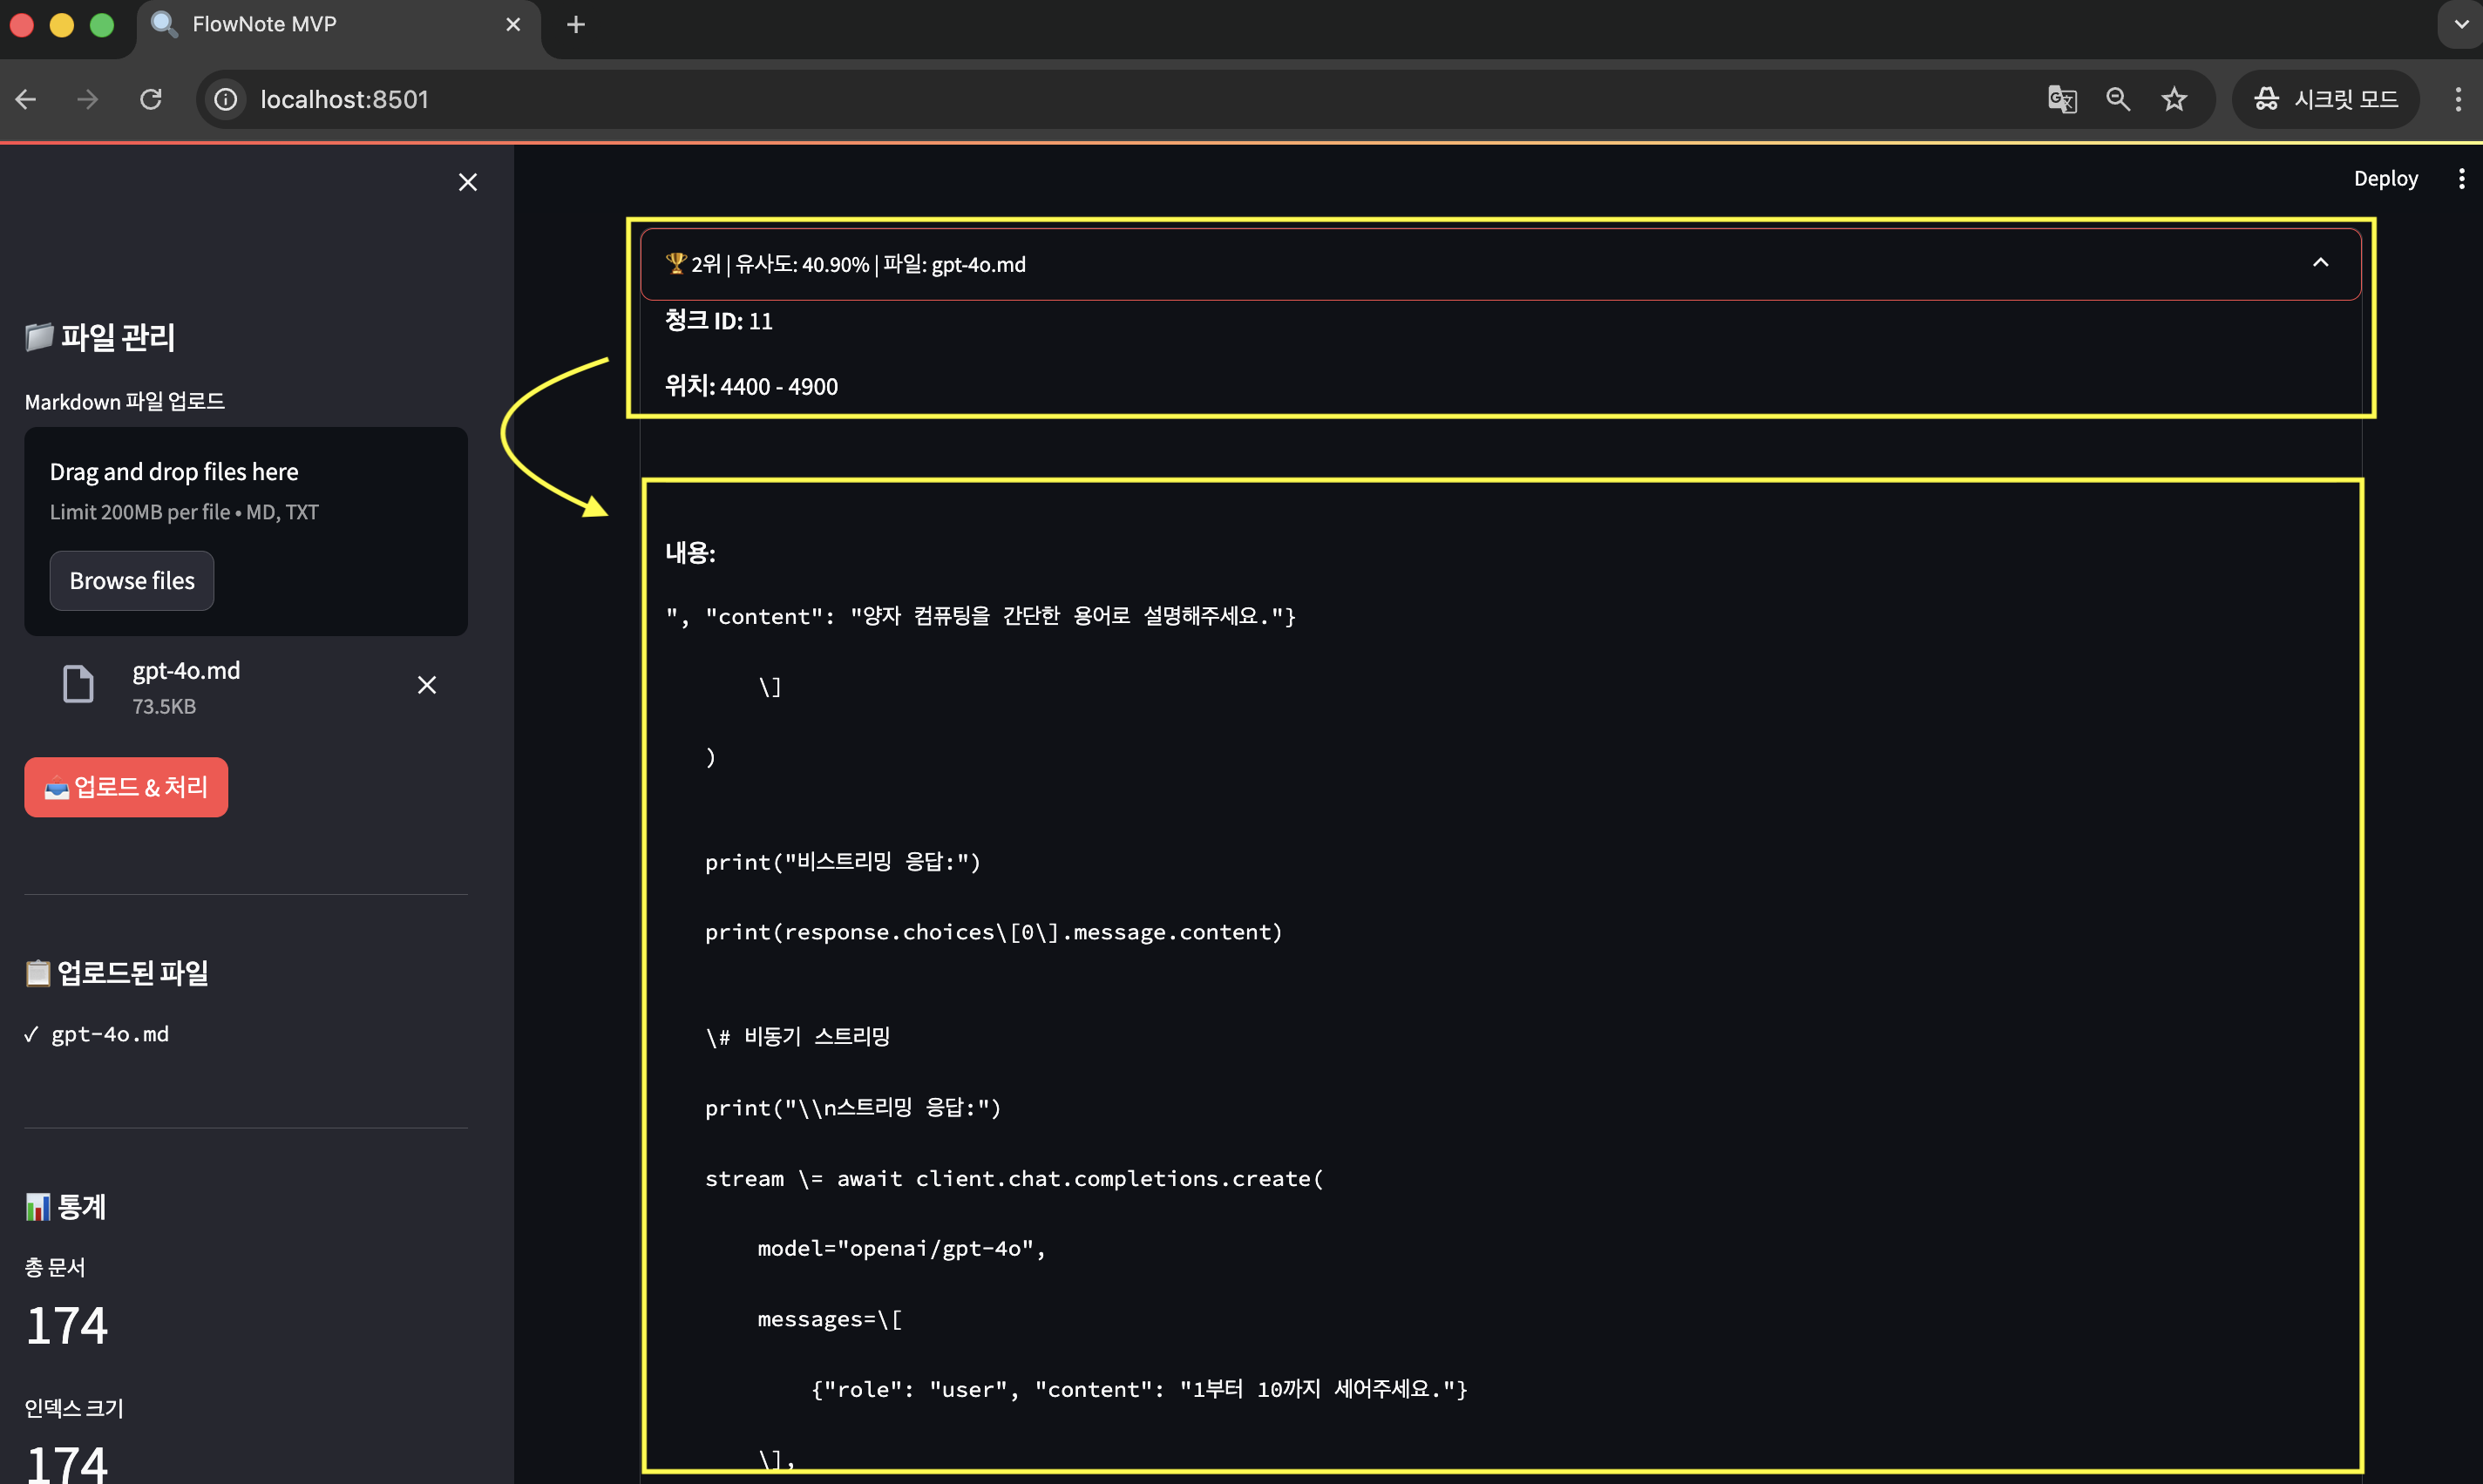 FlowNote MVP
localhost:8501
시크릿 모드
Deploy
파일 관리
Markdown 파일 업로드
Drag and drop files here
Limit 200MB per file • MD, TXT
Browse files
gpt-4o.md
73.5KB
업로드 & 처리
업로드된 파일
✓ gpt-4o.md
통계
총 문서
174
인덱스 크기
174
2위 | 유사도: 40.90% | 파일: gpt-4o.md
청크 ID: 11
위치: 4400 - 4900
내용:
", "content": "양자 컴퓨팅을 간단한 용어로 설명해주세요."}
\]
)
print("비스트리밍 응답:")
print(response.choices\[0\].message.content)
\# 비동기 스트리밍
print("\\n스트리밍 응답:")
stream \= await client.chat.completions.create(
model="openai/gpt-4o",
messages=\[
{"role": "user", "content": "1부터 10까지 세어주세요."}
\],